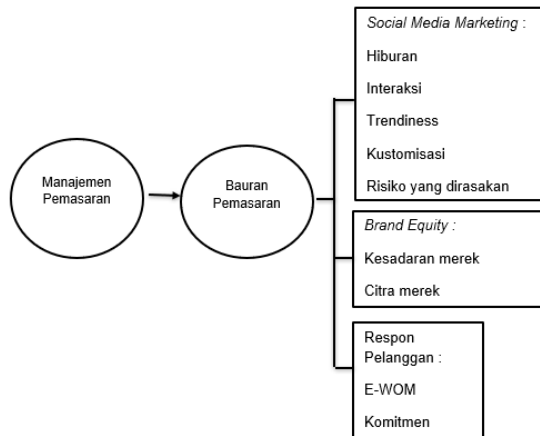 Manajemen
Pemasaran
Bauran
Pemasaran
Social Media Marketing :
Hiburan
Interaksi
Trendiness
Kustomisasi
Risiko yang dirasakan
Brand Equity :
Kesadaran merek
Citra merek
Respon
Pelanggan :
E-WOM
Komitmen